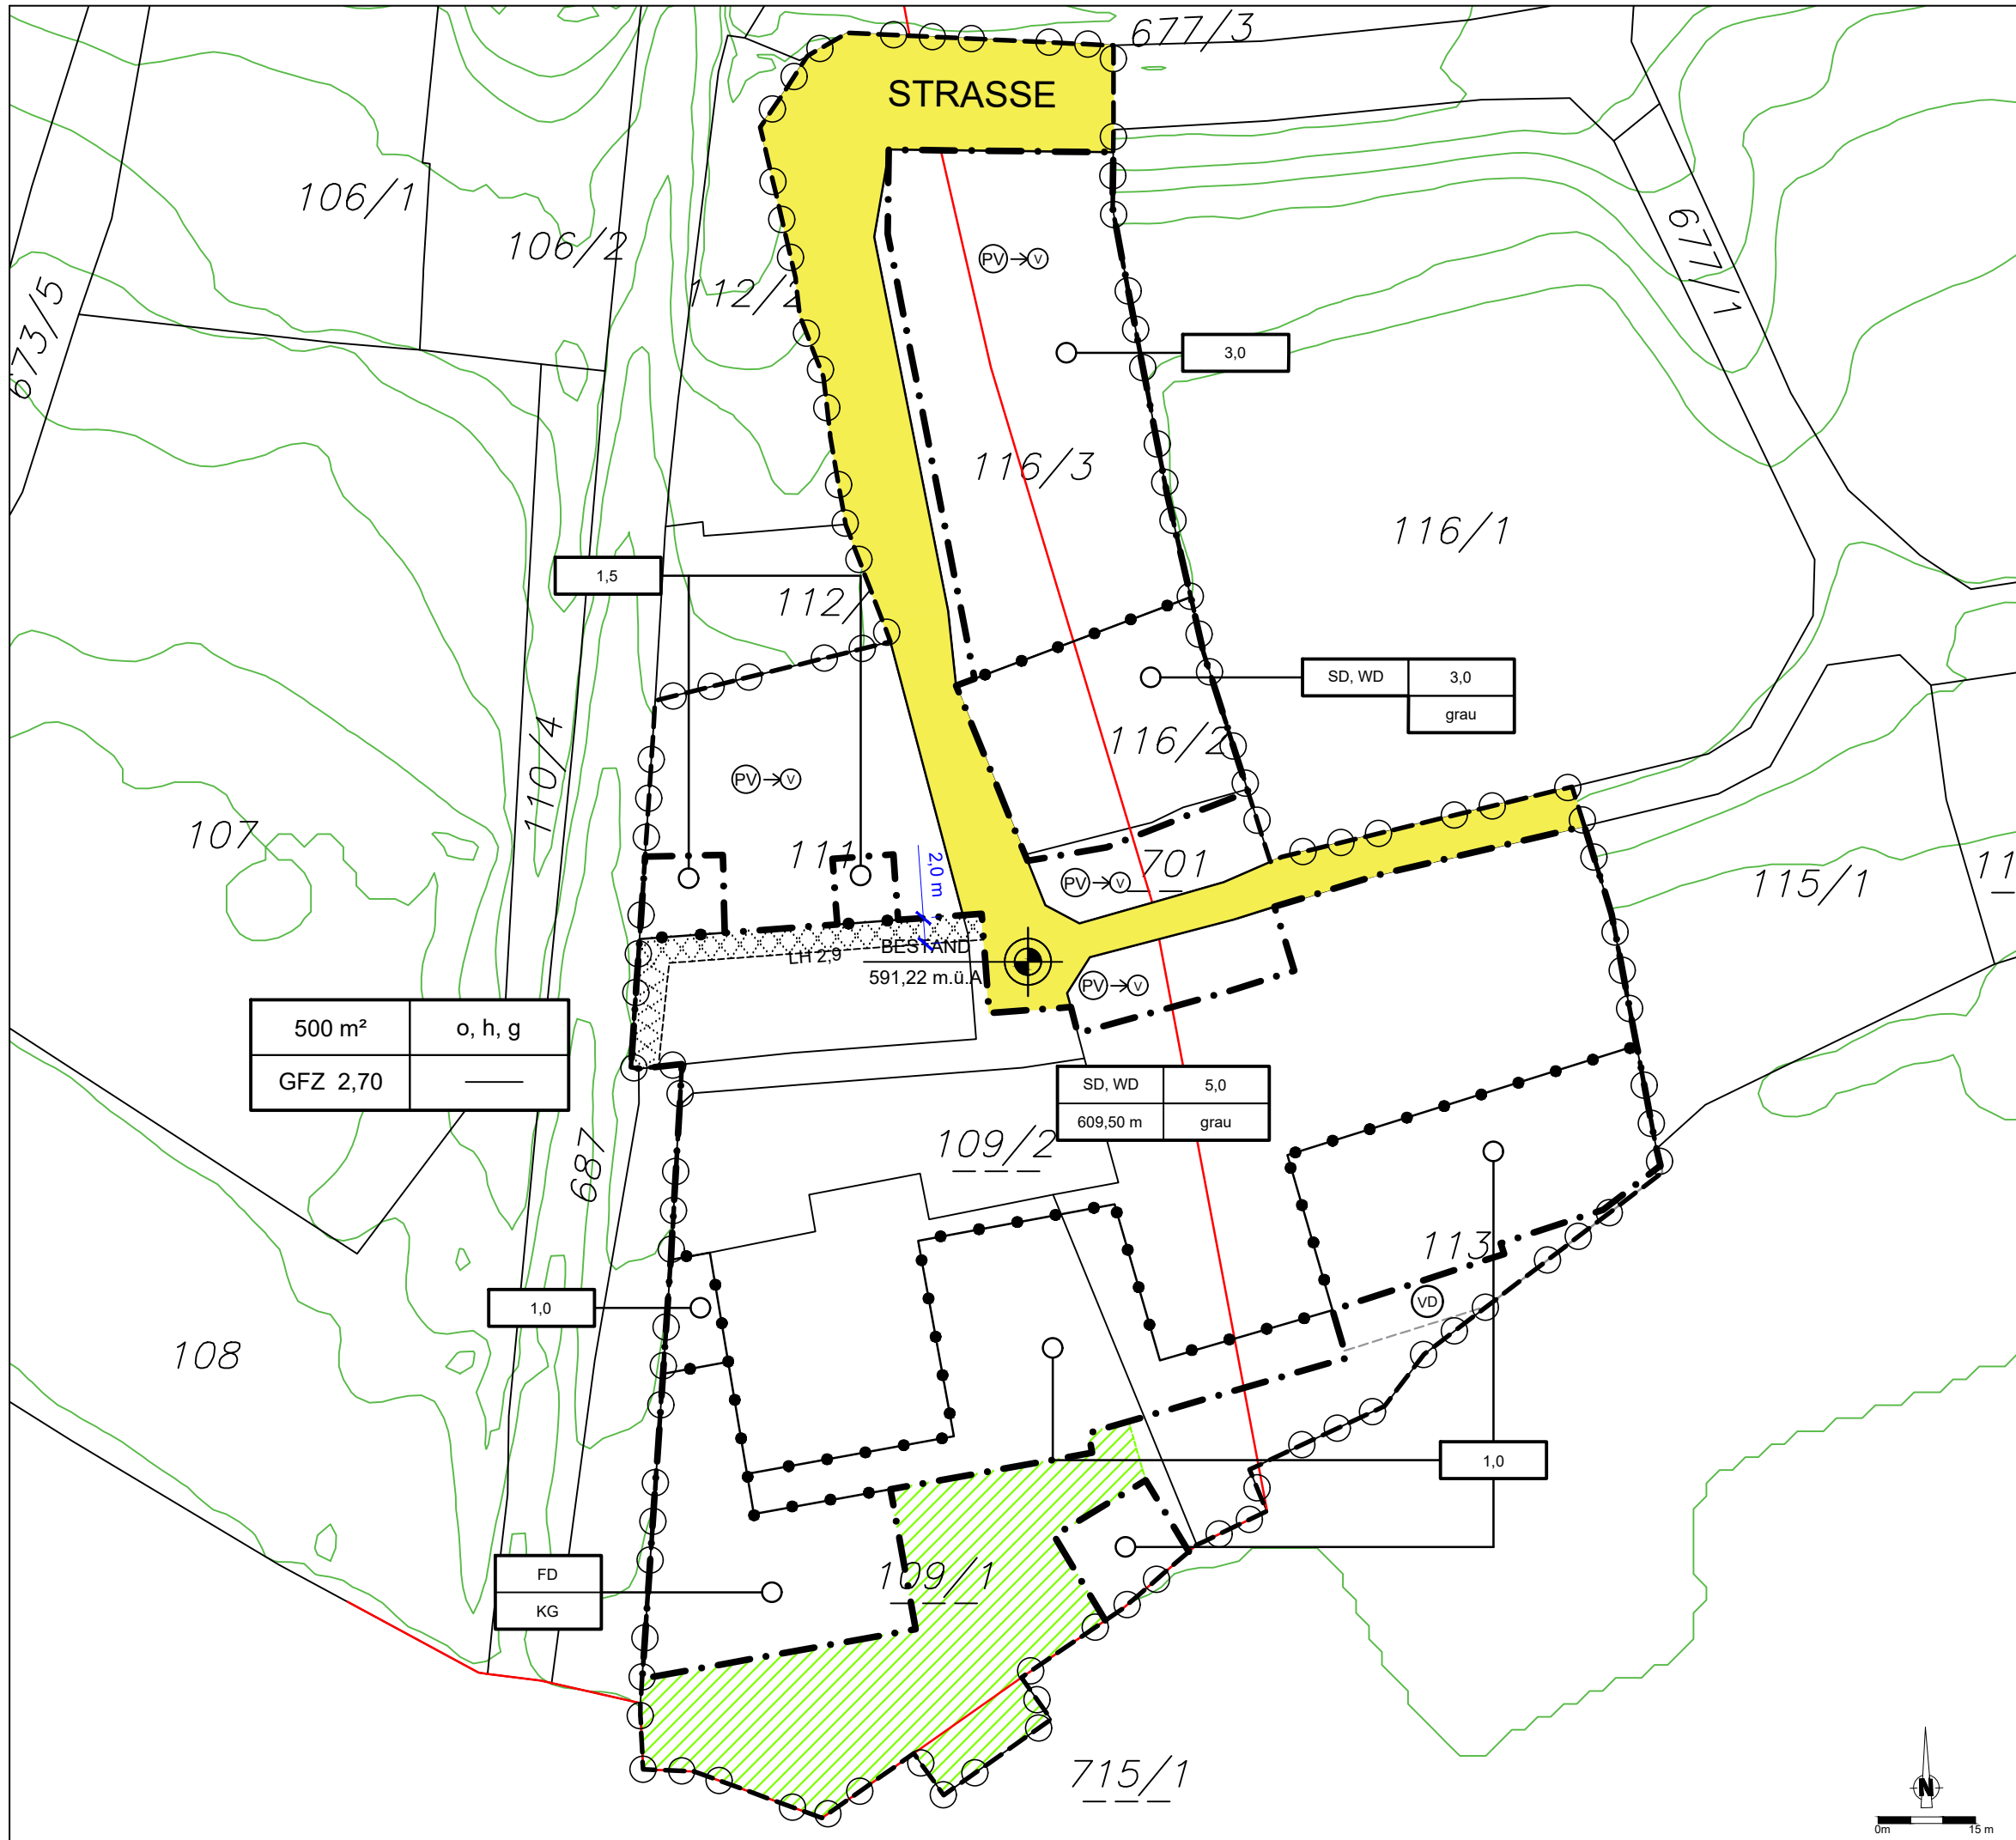 677/3
STRASSE
106/1
106/2
677/1
PV V
112/2
673/5
3,0
116/3
116/1
1,5
112/
SD, WD 3,0
grau
116/2
110/4
PV V
107
111
2,0 m
701
PV V
115/1
11
BESTAND
LH 2,9
591,22 m.ü.A
PV V
500 m² o, h, g
GFZ 2,70
SD, WD 5,0
609,50 m grau
687
109/2
113
VD
1,0
108
1,0
FD
KG
109/1
715/1
N
0m 15 m